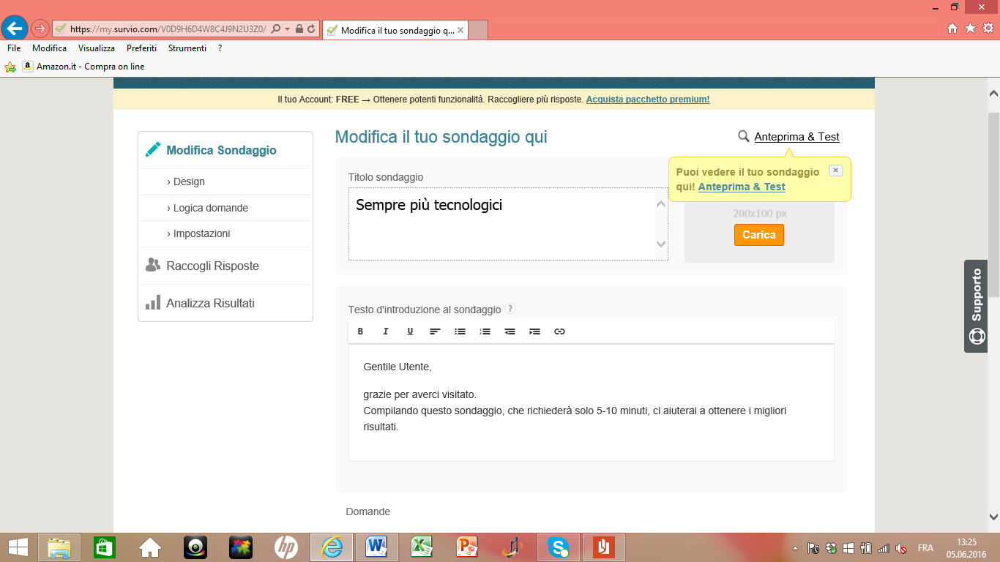 https://my.survio.com/V0D9H6D4W8C4J9N2U3Z0/
Modifica il tuo sondaggio q...
File Modifica Visualizza Preferiti Strumenti ?
a Amazon.it - Compra on line
Il tuo Account: FREE → Ottenere potenti funzionalità. Raccogliere più risposte. Acquista pacchetto premium!
Modifica Sondaggio
› Design
› Logica domande
› Impostazioni
Raccogli Risposte
Analizza Risultati
Modifica il tuo sondaggio qui
Anteprima & Test
Puoi vedere il tuo sondaggio
qui! Anteprima & Test
Titolo sondaggio
Sempre più tecnologici
200x100 px
Carica
Testo d'introduzione al sondaggio ?
B I U
Gentile Utente,
grazie per averci visitato.
Compilando questo sondaggio, che richiederà solo 5-10 minuti, ci aiuterai a ottenere i migliori
risultati.
Domande
Supporto
hp
FRA
13:25
05.06.2016